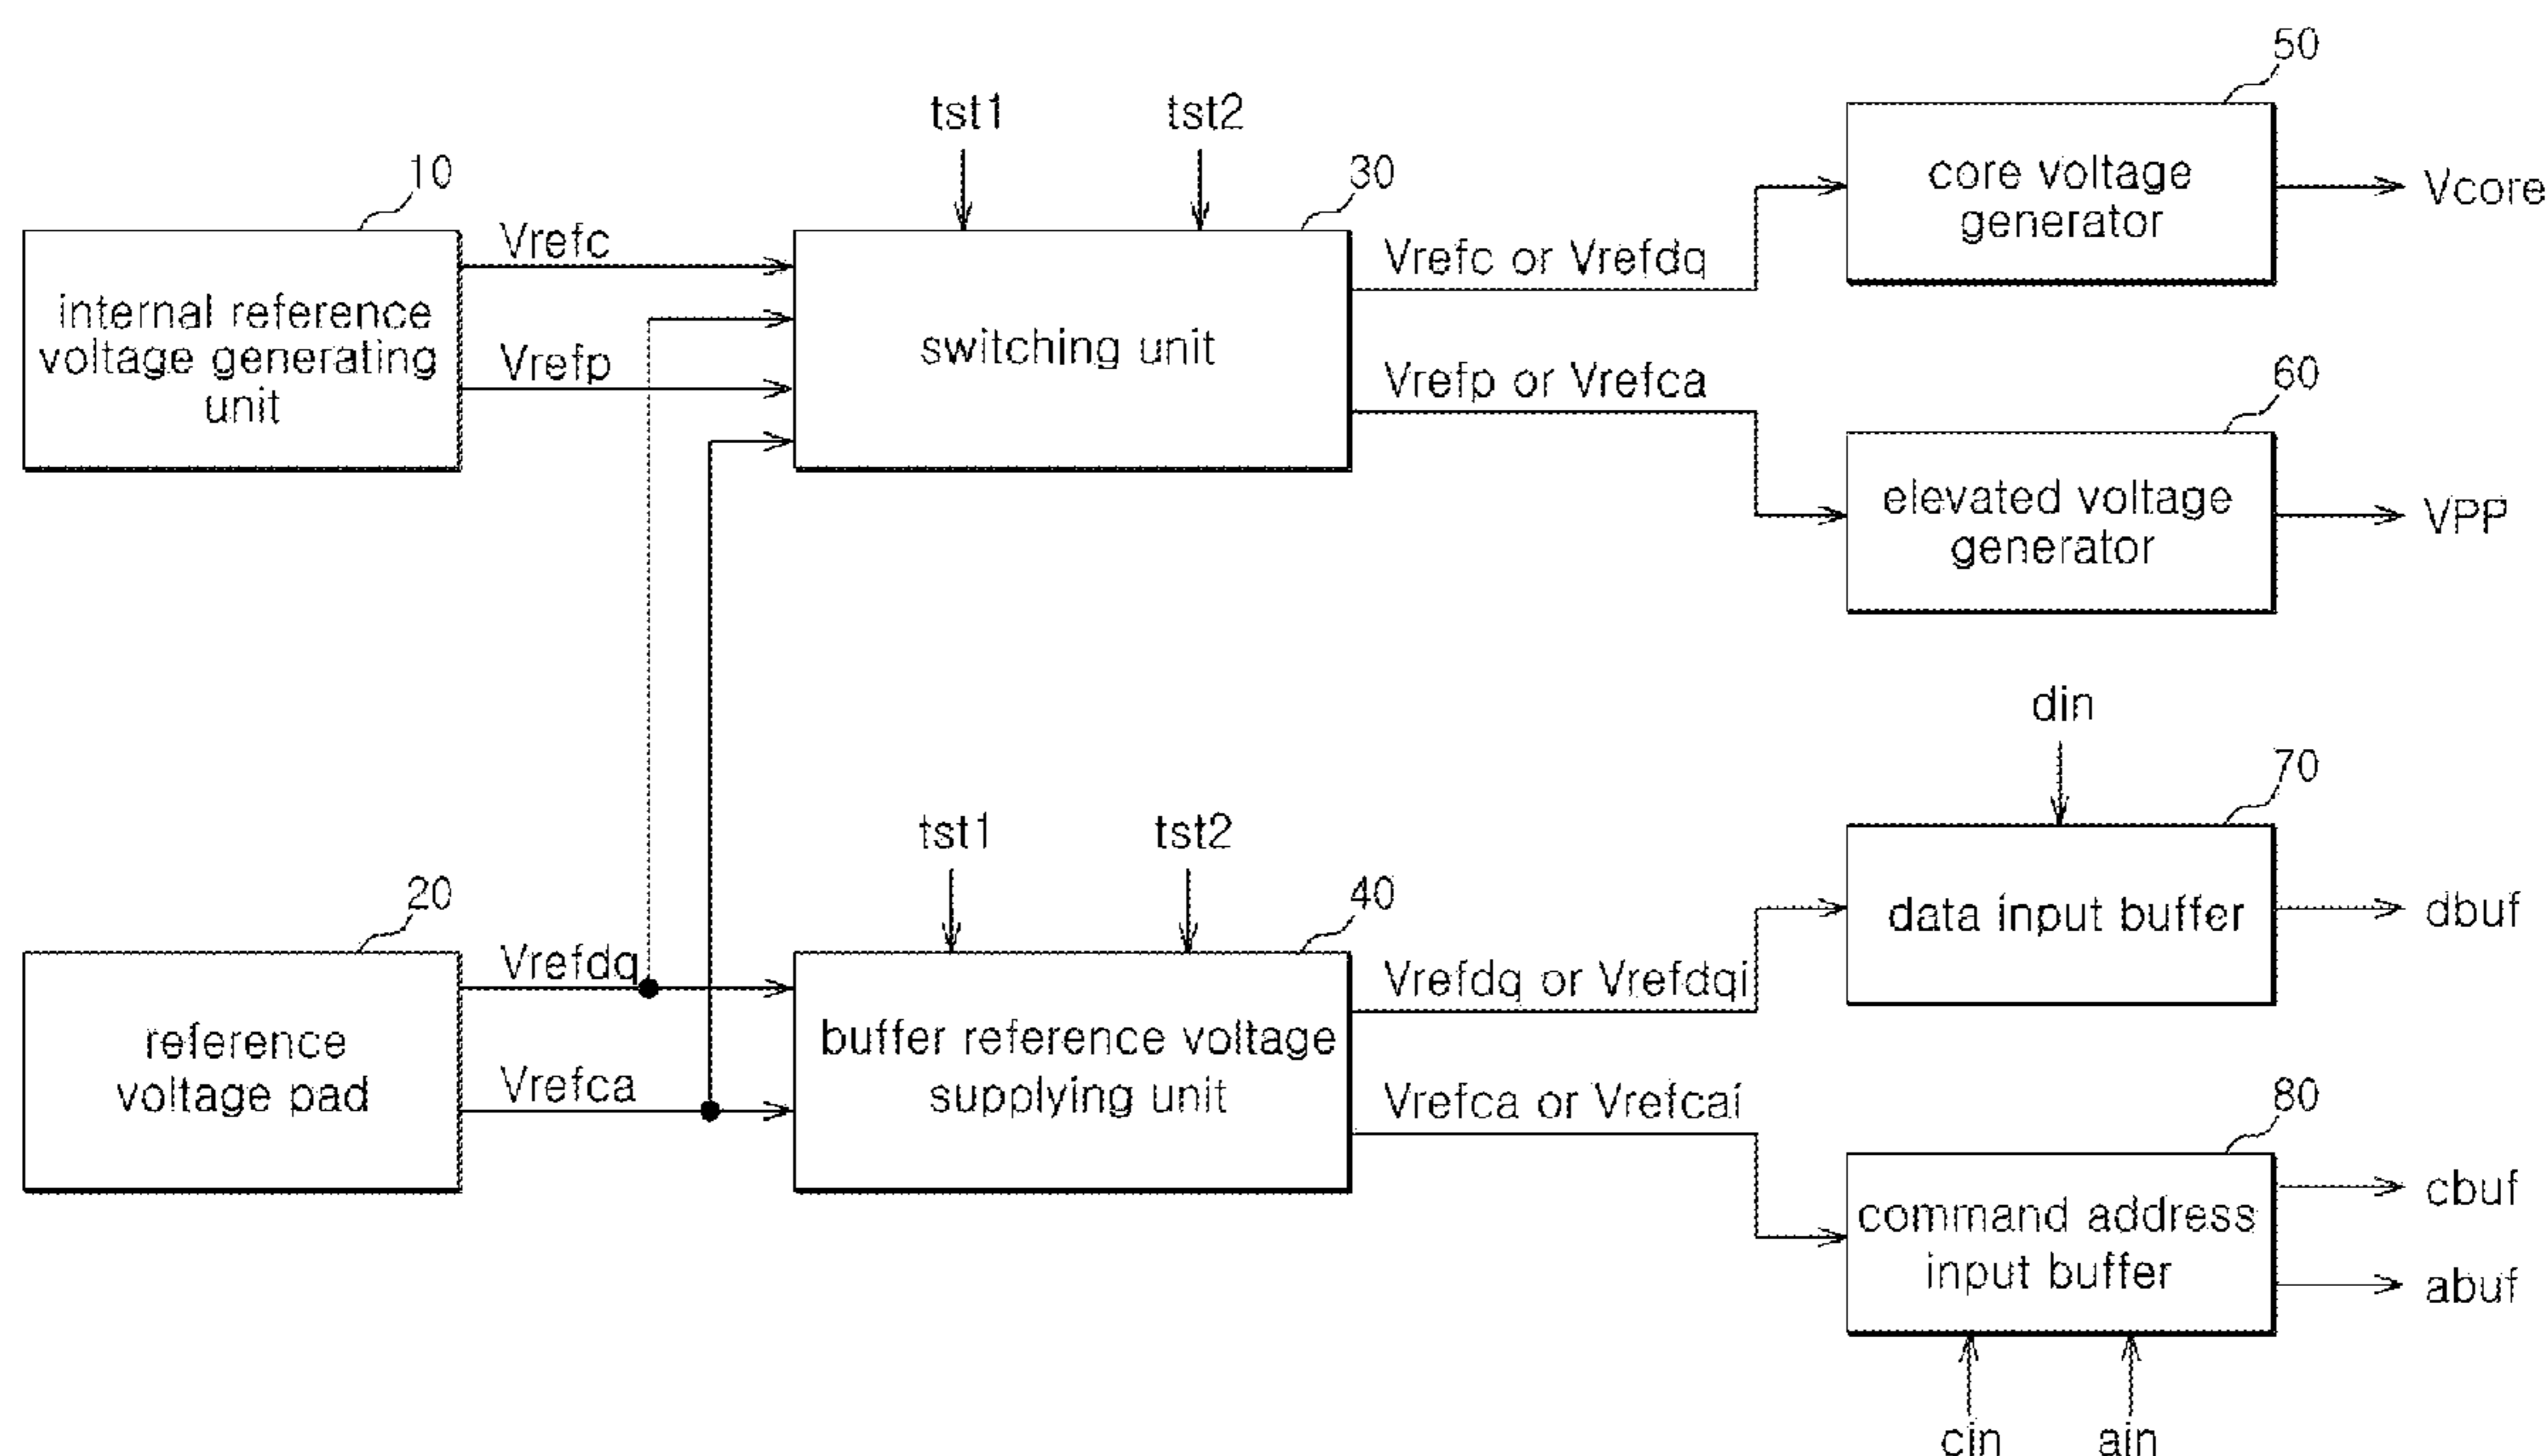 50
tst1
tst2
10
30
core voltage
generator
Vcore
Vrefc
Vrefc or Vrefdq
internal reference
voltage generating
unit
Vrefp
switching unit
Vrefp or Vrefca
60
elevated voltage
generator
VPP
din
70
tst1
tst2
20
40
data input buffer
dbuf
Vrefdq
Vrefdq or Vrefdqi
reference
voltage pad
buffer reference voltage
supplying unit
Vrefca
Vrefca or Vrefcai
80
command address
input buffer
cbuf
abuf
cin
ain